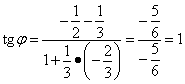 tg φ = (-1/2 - 1/3) / (1 + 1/3 • (-2/3)) = (-5/6) / (-5/6) = 1